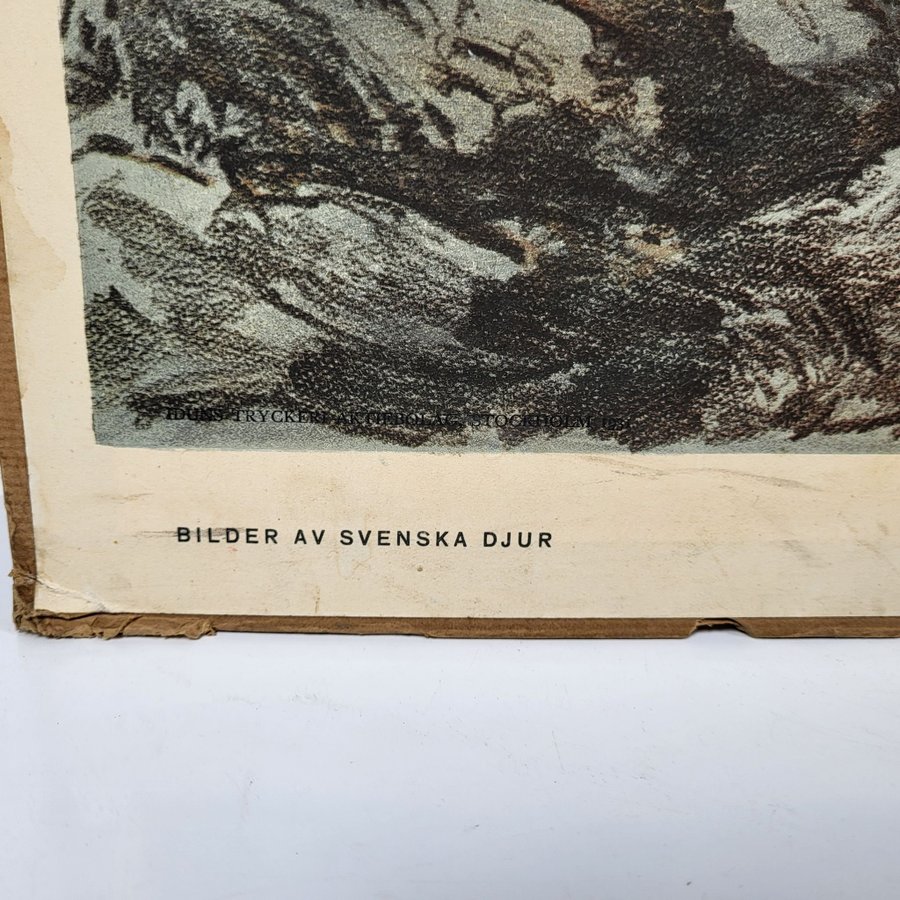 IDUNS TRYCKERI AKTIEBOLAG, STOCKHOLM
BILDER AV SVENSKA DJUR